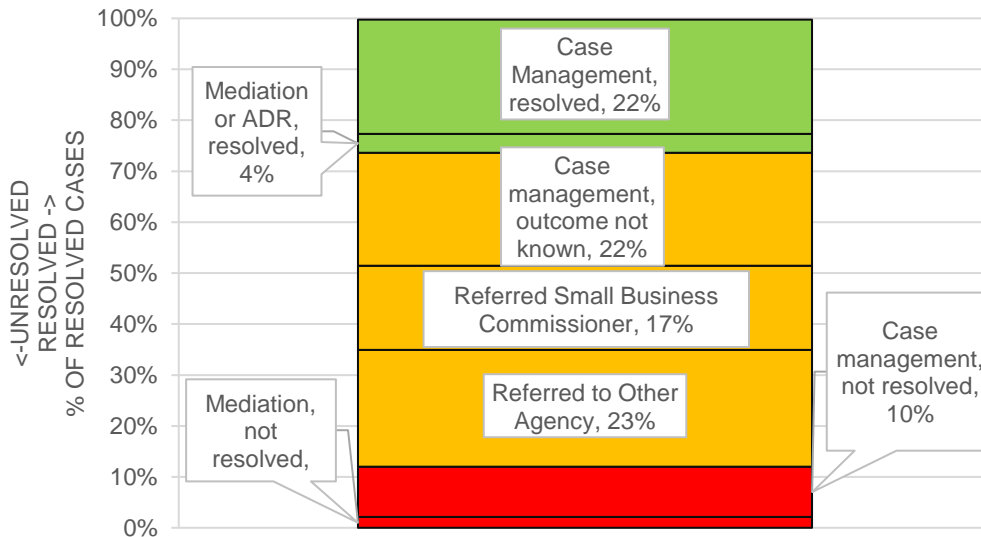 <-UNRESOLVED
RESOLVED ->
% OF RESOLVED CASES
100%
90%
80%
70%
60%
50%
40%
30%
20%
10%
0%
Case
Management,
resolved, 22%
Mediation
or ADR,
resolved,
4%
Case
management,
outcome not
known, 22%
Referred Small Business
Commissioner, 17%
Case
management,
not resolved,
10%
Referred to Other
Agency, 23%
Mediation,
not
resolved,